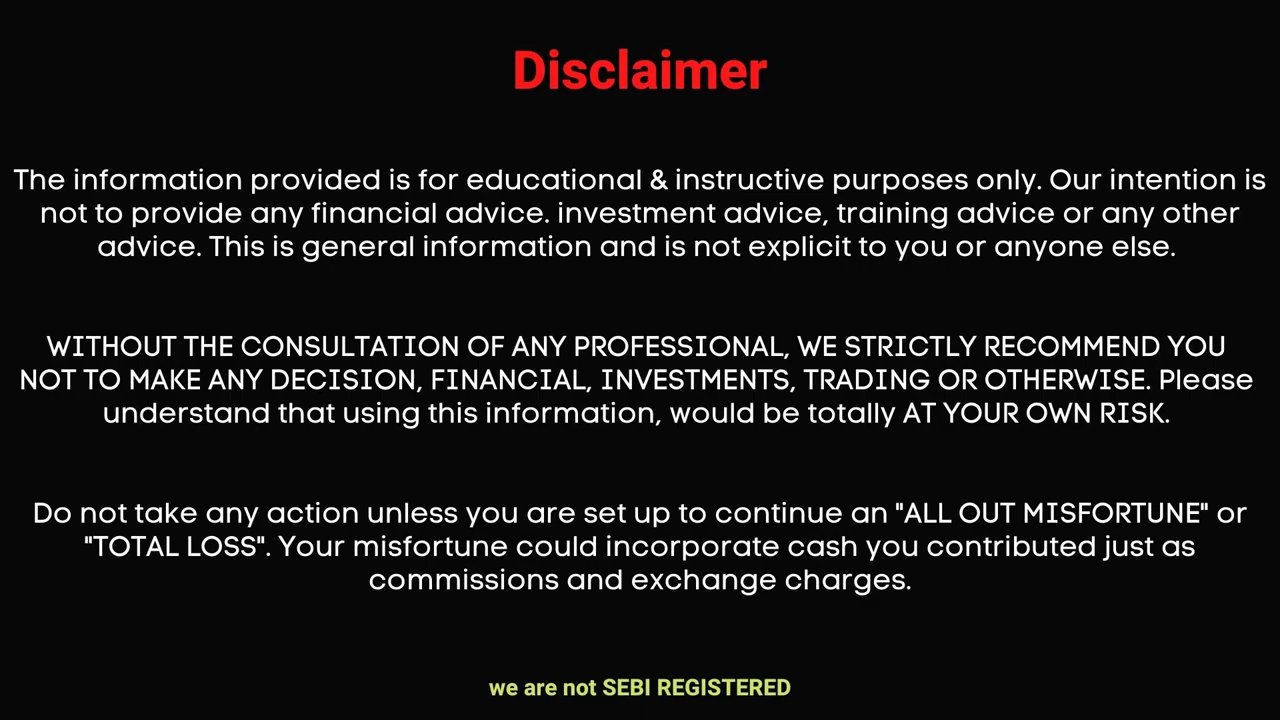 Disclaimer
The information provided is for educational & instructive purposes only. Our intention is
not to provide any financial advice. investment advice, training advice or any other
advice. This is general information and is not explicit to you or anyone else.
WITHOUT THE CONSULTATION OF ANY PROFESSIONAL, WE STRICTLY RECOMMEND YOU
NOT TO MAKE ANY DECISION, FINANCIAL, INVESTMENTS, TRADING OR OTHERWISE. Please
understand that using this information, would be totally AT YOUR OWN RISK.
Do not take any action unless you are set up to continue an "ALL OUT MISFORTUNE" or
"TOTAL LOSS". Your misfortune could incorporate cash you contributed just as
commissions and exchange charges.
we are not SEBI REGISTERED